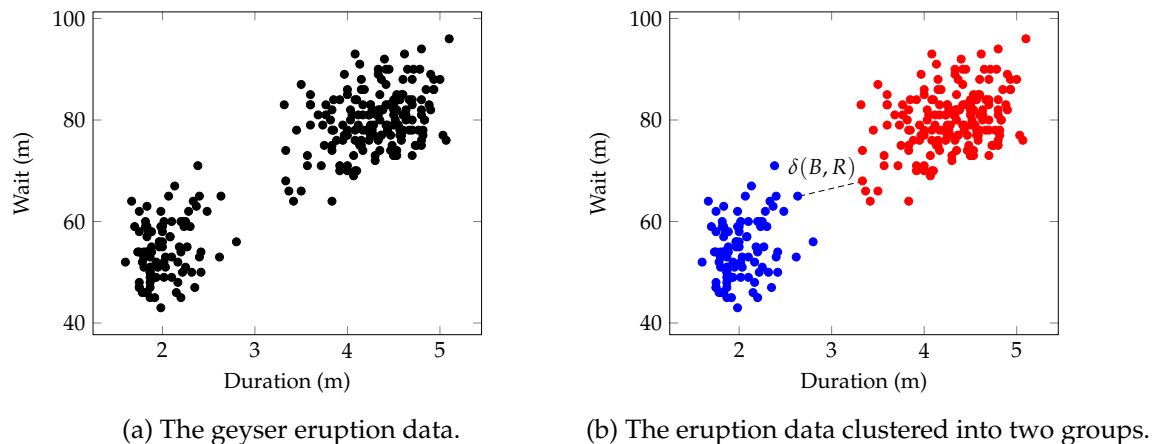 100
80
60
40
Wait (m)
2
3
4
5
Duration (m)
(a) The geyser eruption data.
100
80
60
40
Wait (m)
δ(B, R)
2
3
4
5
Duration (m)
(b) The eruption data clustered into two groups.